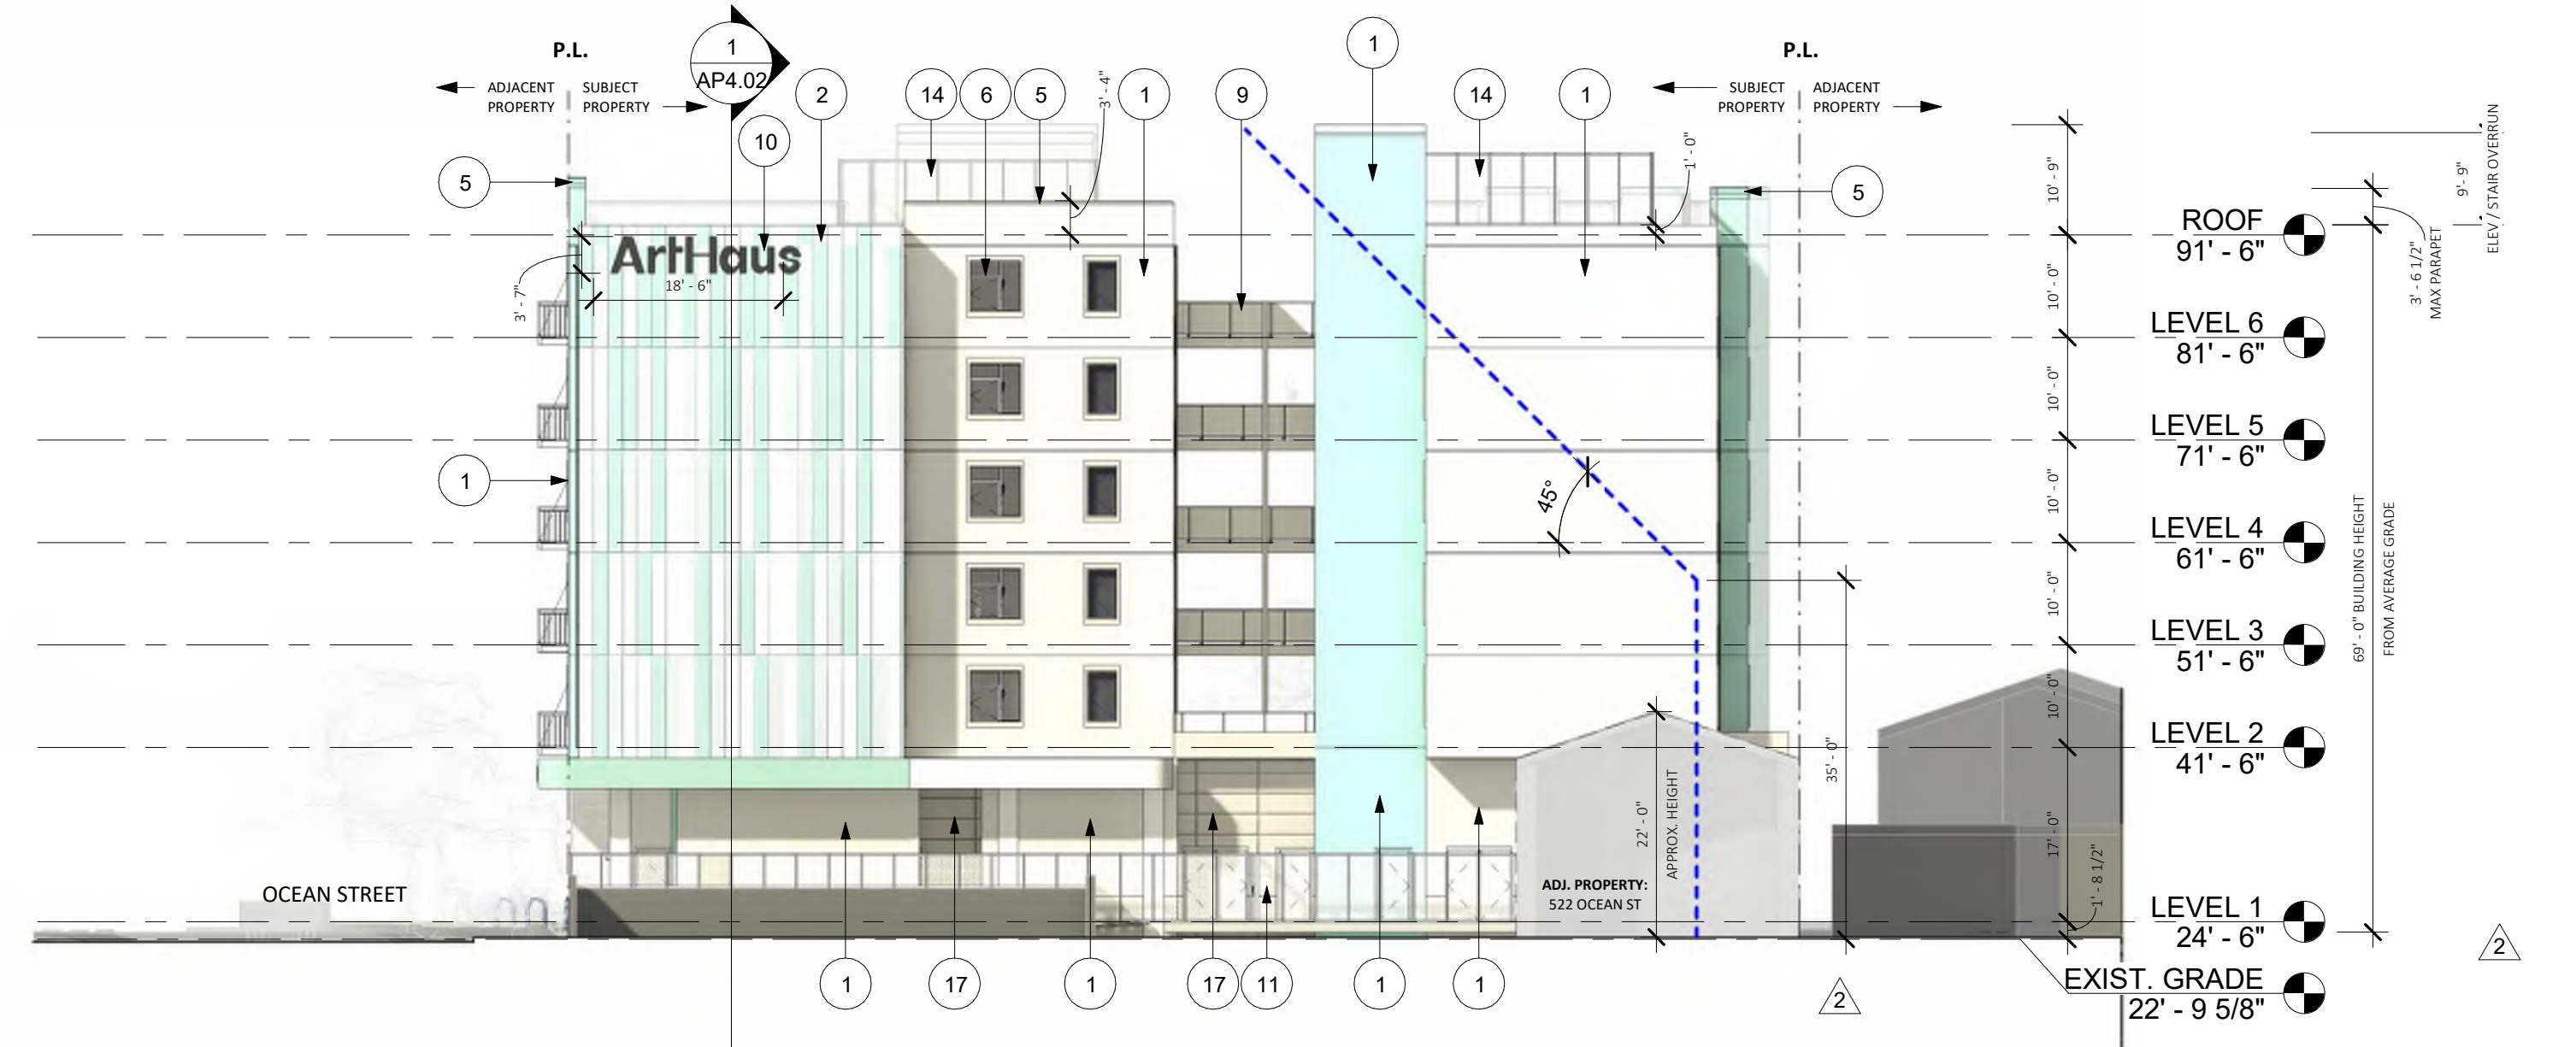 P.L.
ADJACENT PROPERTY
SUBJECT PROPERTY
1
AP4.02
2
10
14
6
5
3' - 4"
1
9
1
14
1
P.L.
SUBJECT PROPERTY
ADJACENT PROPERTY
1' - 0"
5
5
ArtHaus
18' - 6"
3' - 7"
1
45°
10' - 9"
9' - 9"
ELEV / STAIR OVERRUN
3' - 6 1/2"
MAX PARAPET
ROOF
91' - 6"
10' - 0"
LEVEL 6
81' - 6"
10' - 0"
LEVEL 5
71' - 6"
10' - 0"
LEVEL 4
61' - 6"
10' - 0"
LEVEL 3
51' - 6"
10' - 0"
LEVEL 2
41' - 6"
17' - 0"
LEVEL 1
24' - 6"
1' - 8 1/2"
EXIST. GRADE
22' - 9 5/8"
69' - 0" BUILDING HEIGHT
FROM AVERAGE GRADE
35' - 0"
22' - 0"
APPROX. HEIGHT
ADJ. PROPERTY:
522 OCEAN ST
OCEAN STREET
1
17
1
17
11
1
1
2
2